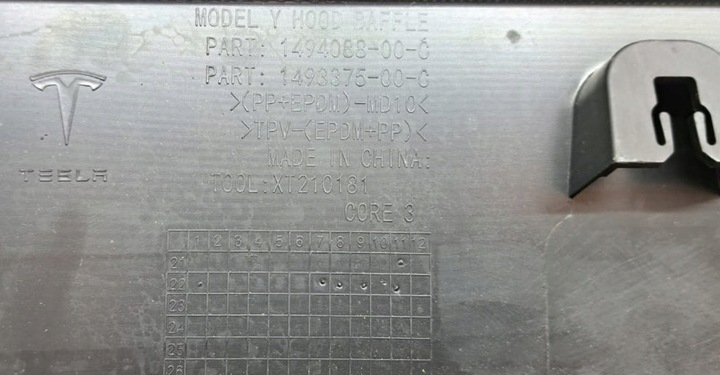 MODEL Y HOOD BAFFLE
PART: 1494088-00-C
PART: 1493375-00-C
>(PP+EPDM)-MD10<
>TPV-(EPDM+PP)<
MADE IN CHINA:
TOOL:XT210181
CORE 3
TESLA
1 2 3 4 5 6 7 8 9 10 11 12
21
22
23
24
25
26